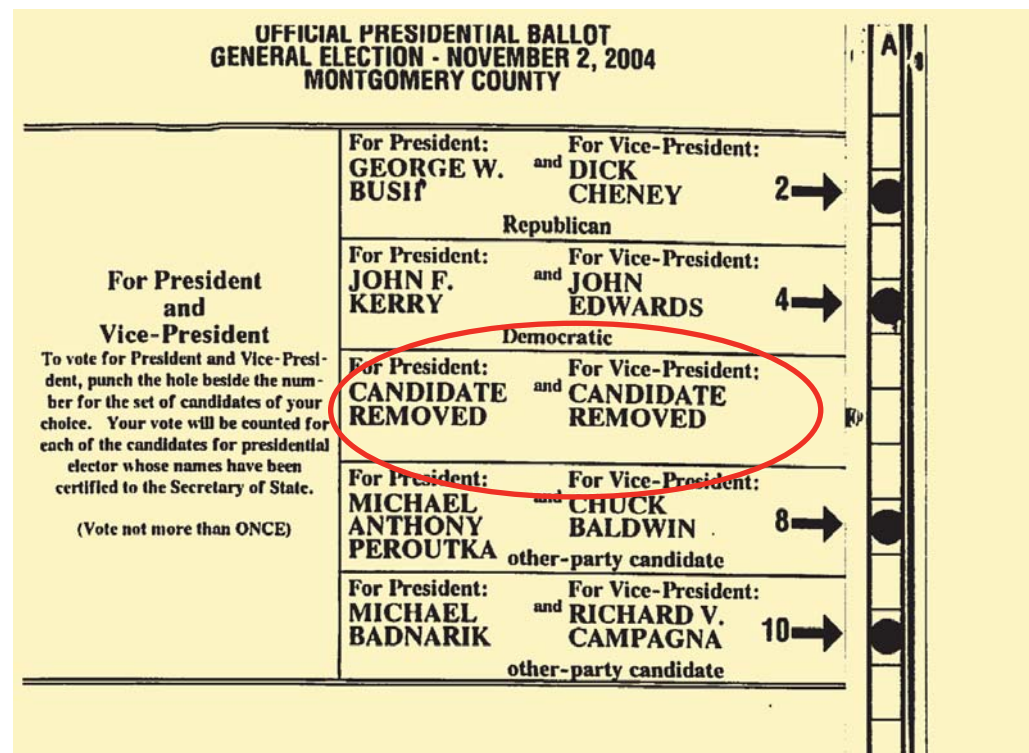 OFFICIAL PRESIDENTIAL BALLOT
GENERAL ELECTION - NOVEMBER 2, 2004
MONTGOMERY COUNTY
A
For President
and
Vice-President
To vote for President and Vice-Presi-
dent, punch the hole beside the num-
ber for the set of candidates of your
choice. Your vote will be counted for
each of the candidates for presidential
elector whose names have been
certified to the Secretary of State.
(Vote not more than ONCE)
For President: For Vice-President:
GEORGE W. and DICK
BUSH CHENEY 2
Republican
For President: For Vice-President:
JOHN F. and JOHN
KERRY EDWARDS 4
Democratic
For President: For Vice-President:
CANDIDATE and CANDIDATE
REMOVED REMOVED
For President: For Vice-President:
MICHAEL and CHUCK
ANTHONY BALDWIN 8
PEROUTKA other-party candidate
For President: For Vice-President:
MICHAEL and RICHARD V.
BADNARIK CAMPAGNA 10
other-party candidate